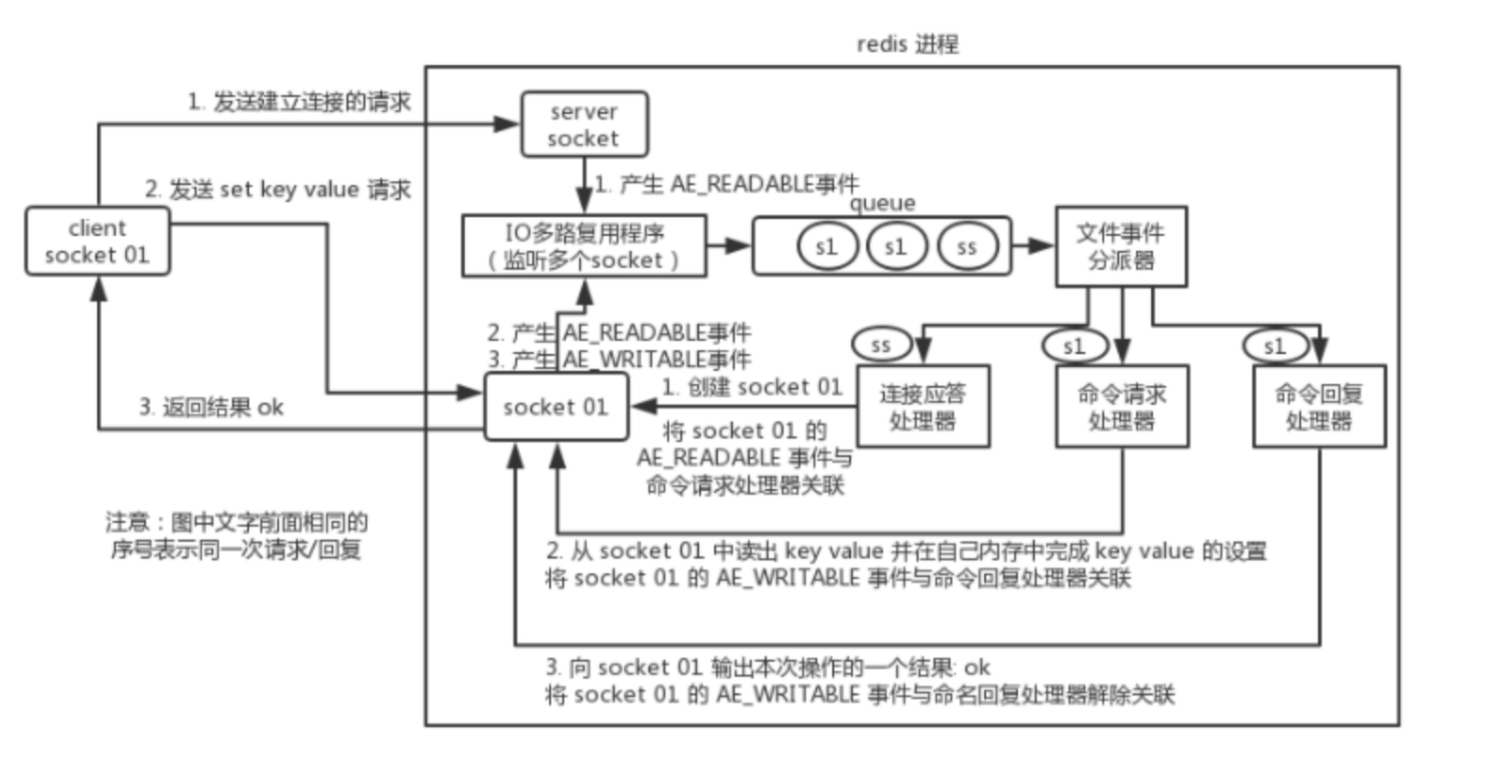 redis 进程
1. 发送建立连接的请求
server
socket
2. 发送 set key value 请求
1. 产生 AE_READABLE事件
queue
client
socket 01
IO多路复用程序
（监听多个socket）
s1
s1
ss
文件事件
分派器
2. 产生 AE_READABLE事件
3. 产生 AE_WRITABLE事件
ss
s1
s1
1. 创建 socket 01
连接应答
处理器
命令请求
处理器
命令回复
处理器
3. 返回结果 ok
socket 01
将 socket 01 的
AE_READABLE 事件与
命令请求处理器关联
注意：图中文字前面相同的
序号表示同一次请求/回复
2. 从 socket 01 中读出 key value 并在自己内存中完成 key value 的设置
将 socket 01 的 AE_WRITABLE 事件与命令回复处理器关联
3. 向 socket 01 输出本次操作的一个结果: ok
将 socket 01 的 AE_WRITABLE 事件与命名回复处理器解除关联